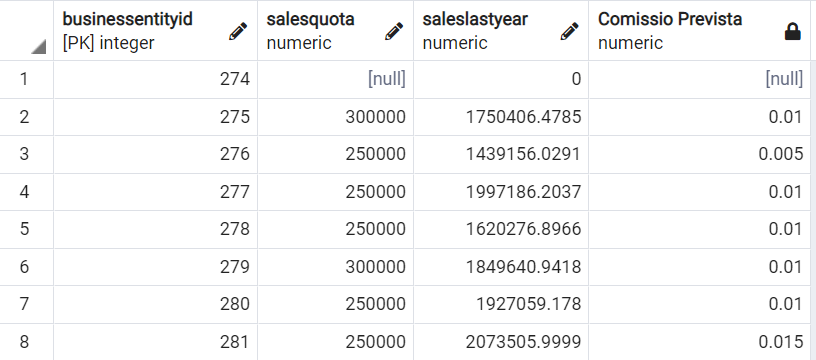 businessentityid salesquota saleslastyear Comissio Prevista
[PK] integer numeric numeric numeric
1 274 [null] 0 [null]
2 275 300000 1750406.4785 0.01
3 276 250000 1439156.0291 0.005
4 277 250000 1997186.2037 0.01
5 278 250000 1620276.8966 0.01
6 279 300000 1849640.9418 0.01
7 280 250000 1927059.178 0.01
8 281 250000 2073505.9999 0.015